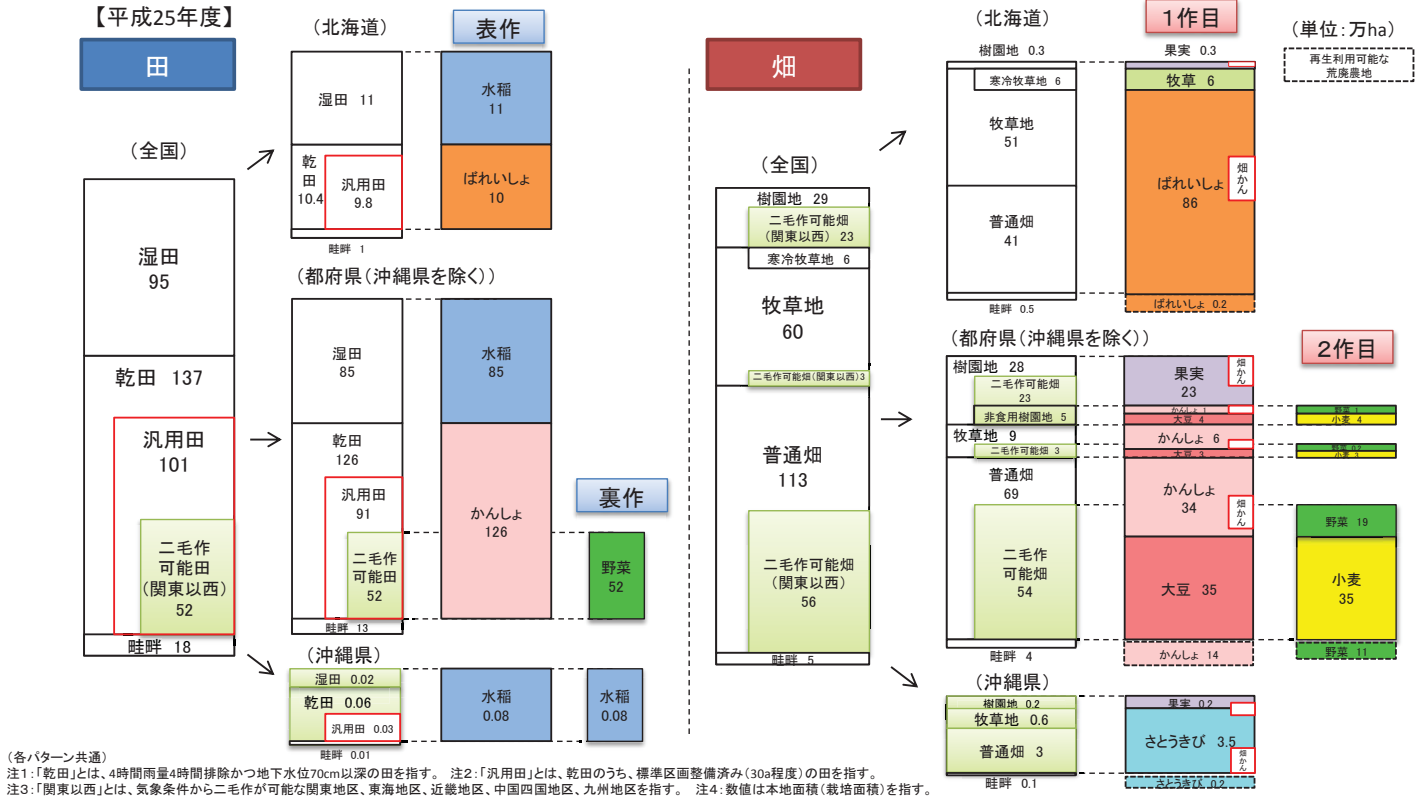 【平成25年度】
田
(全国)
湿田
95
乾田 137
汎用田
101
二毛作
可能田
(関東以西)
52
畦畔 18
(北海道)
表作
湿田 11
乾
田
10.4
汎用田
9.8
畦畔 1
水稲
11
ばれいしょ
10
(都府県(沖縄県を除く))
湿田
85
乾田
126
汎用田
91
二毛作
可能田
52
畦畔 13
水稲
85
かんしょ
126
裏作
野菜
52
(沖縄県)
湿田 0.02
乾田 0.06
汎用田 0.03
畦畔 0.01
水稲
0.08
水稲
0.08
畑
(全国)
樹園地 29
二毛作可能畑
(関東以西) 23
寒冷牧草地 6
牧草地
60
二毛作可能畑(関東以西)3
普通畑
113
二毛作可能畑
(関東以西)
56
畦畔 5
(北海道)
1作目
(単位:万ha)
再生利用可能な
荒廃農地
樹園地 0.3
寒冷牧草地 6
牧草地
51
普通畑
41
畦畔 0.5
果実 0.3
牧草 6
ばれいしょ
86
畑かん
ばれいしょ 0.2
(都府県(沖縄県を除く))
2作目
樹園地 28
二毛作可能畑
23
非食用樹園地 5
牧草地 9
二毛作可能畑 3
普通畑
69
二毛作
可能畑
54
畦畔 4
果実
23
畑かん
かんしょ 1
大豆 4
かんしょ 6
大豆 3
かんしょ
34
畑かん
大豆 35
かんしょ 14
野菜 1
小麦 4
野菜 0.2
小麦 3
野菜 19
小麦
35
野菜 11
(沖縄県)
樹園地 0.2
牧草地 0.6
普通畑 3
畦畔 0.1
果実 0.2
さとうきび 3.5
畑かん
さとうきび 0.2
(各パターン共通)
注1:「乾田」とは、4時間雨量4時間排除かつ地下水位70cm以深の田を指す。 注2:「汎用田」とは、乾田のうち、標準区画整備済み(30a程度)の田を指す。
注3:「関東以西」とは、気象条件から二毛作が可能な関東地区、東海地区、近畿地区、中国四国地区、九州地区を指す。 注4:数値は本地面積(栽培面積)を指す。